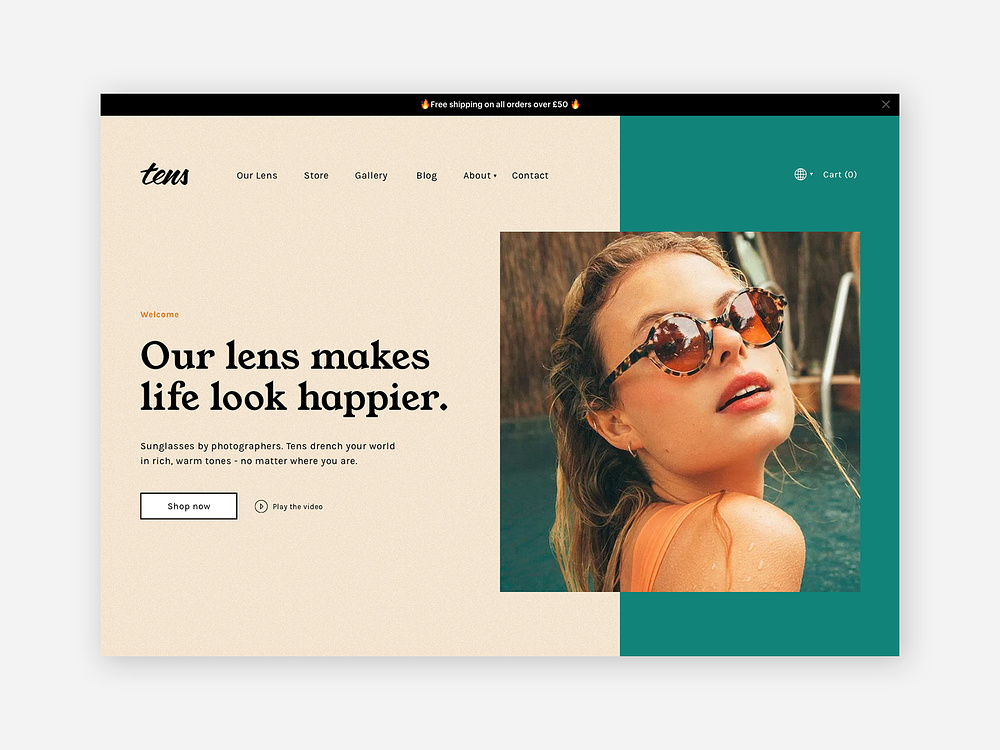 🔥Free shipping on all orders over £50 🔥
tens
Our Lens Store Gallery Blog About Contact
Cart (0)
Welcome
Our lens makes
life look happier.
Sunglasses by photographers. Tens drench your world
in rich, warm tones - no matter where you are.
Shop now
Play the video